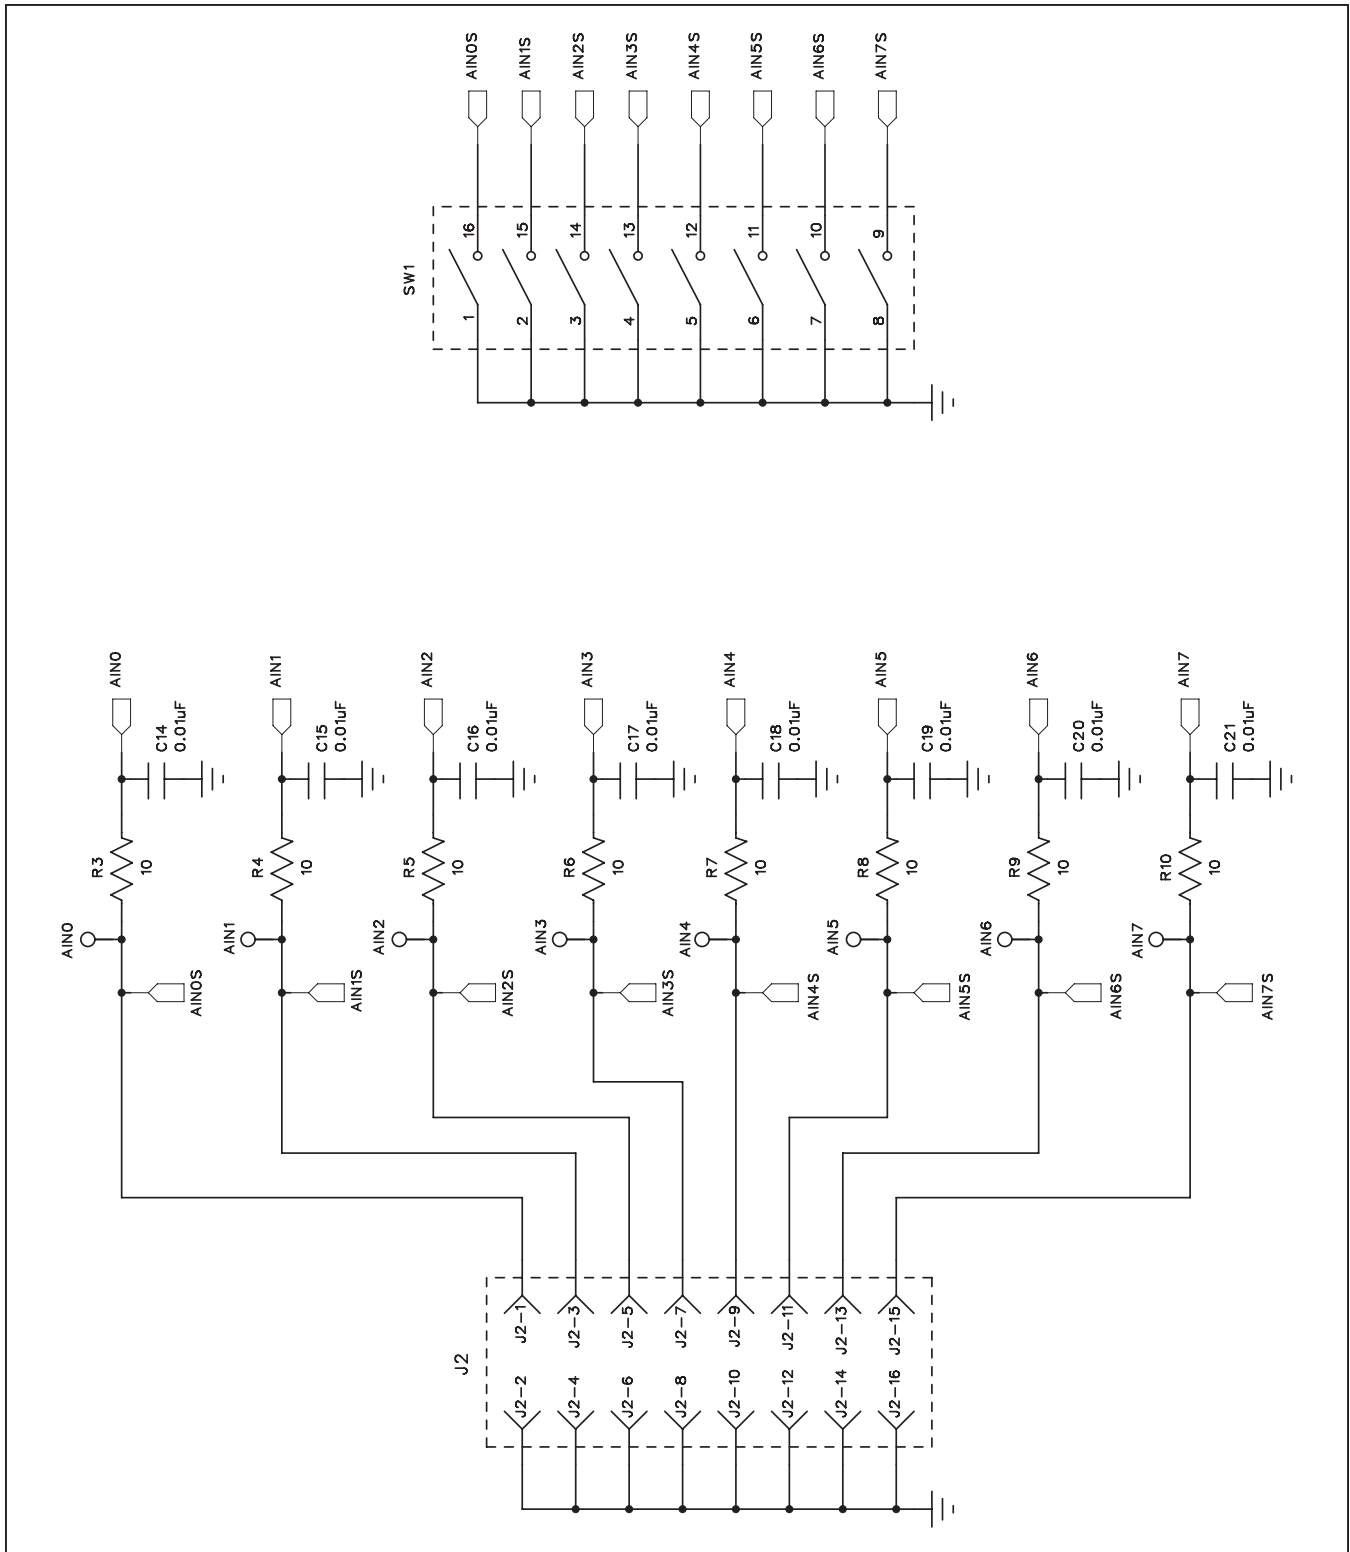 AIN0S
AIN1S
AIN2S
AIN3S
AIN4S
AIN5S
AIN6S
AIN7S
SW1
16
15
14
13
12
11
10
9
1
2
3
4
5
6
7
8
AIN0
AIN1
AIN2
AIN3
AIN4
AIN5
AIN6
AIN7
C14
0.01uF
C15
0.01uF
C16
0.01uF
C17
0.01uF
C18
0.01uF
C19
0.01uF
C20
0.01uF
C21
0.01uF
R3
10
R4
10
R5
10
R6
10
R7
10
R8
10
R9
10
R10
10
AIN0
AIN1
AIN2
AIN3
AIN4
AIN5
AIN6
AIN7
AIN0S
AIN1S
AIN2S
AIN3S
AIN4S
AIN5S
AIN6S
AIN7S
J2
J2-1
J2-3
J2-5
J2-7
J2-9
J2-11
J2-13
J2-15
J2-2
J2-4
J2-6
J2-8
J2-10
J2-12
J2-14
J2-16